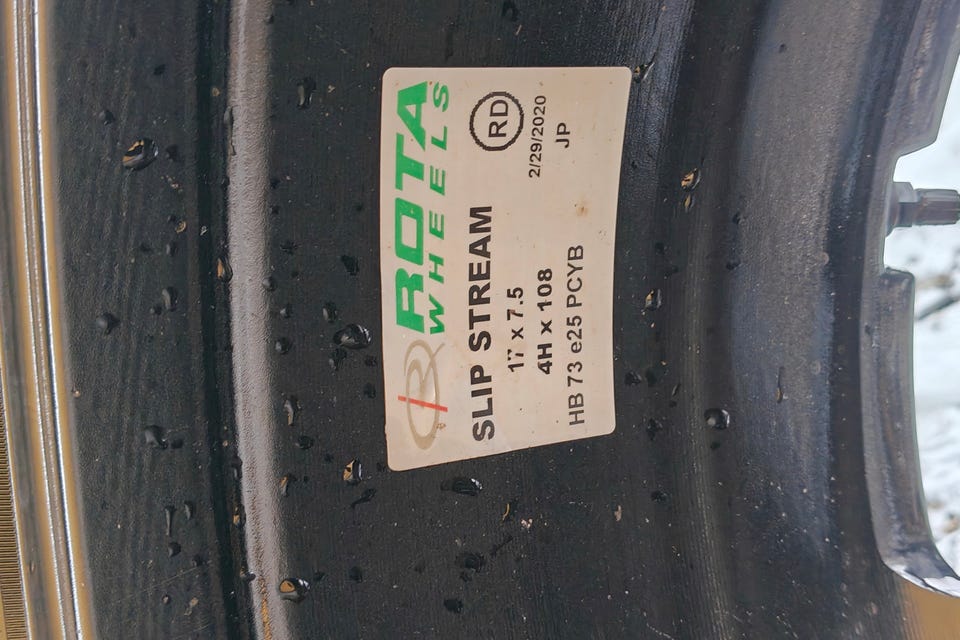 ROTA
WHEELS
RD
2/29/2020
JP
SLIP STREAM
17 x 7.5
4H x 108
HB 73 e25 PCYB